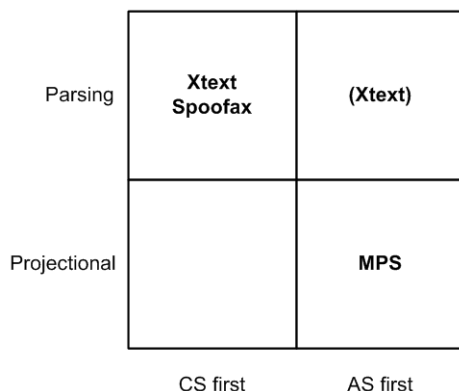 Parsing
Xtext
Spoofax
(Xtext)
Projectional
MPS
CS first
AS first